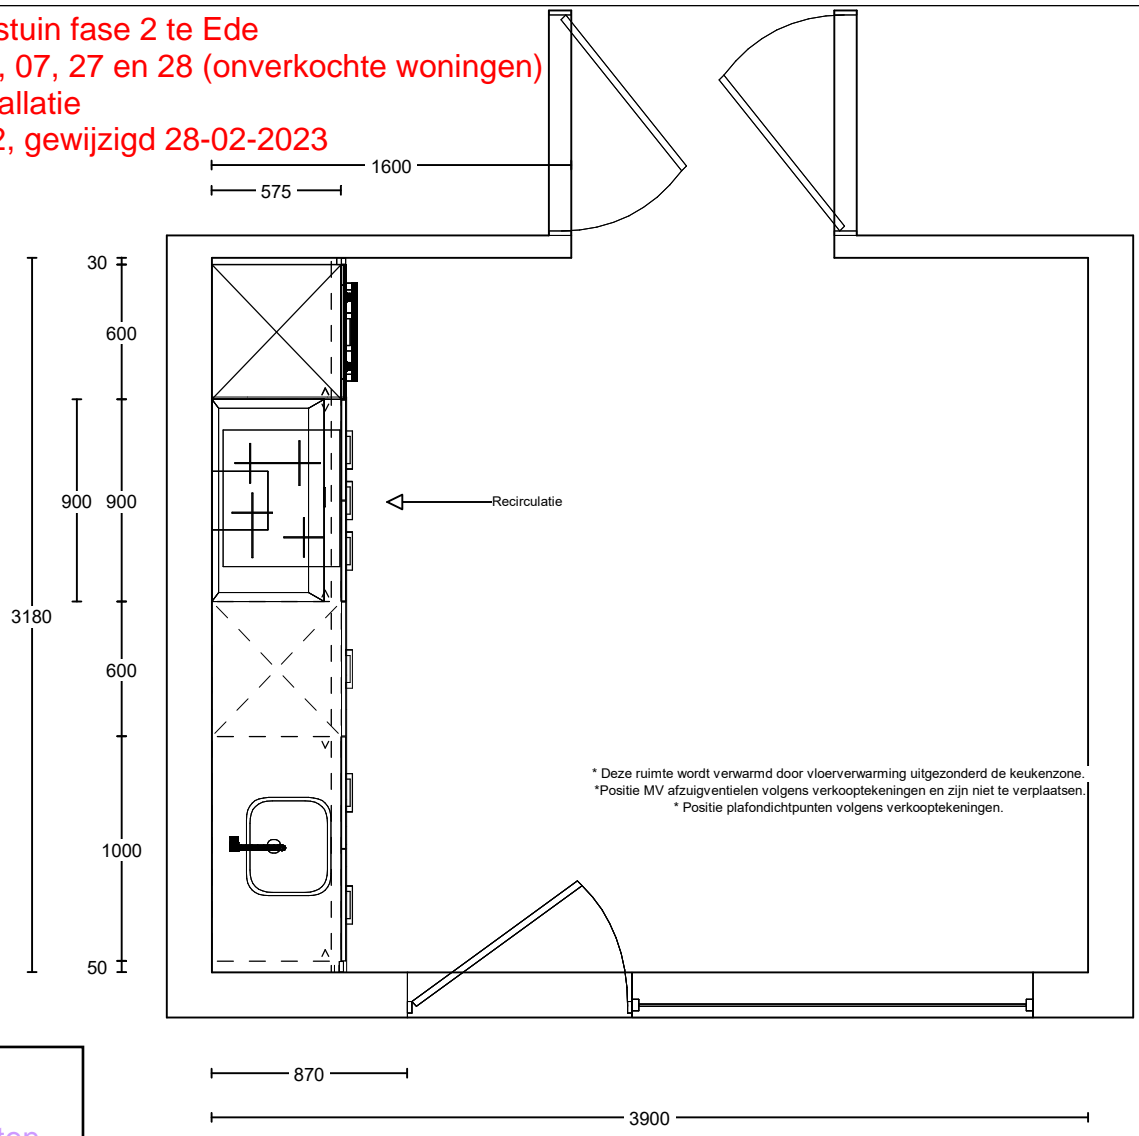 stuin fase 2 te Ede
, 07, 27 en 28 (onverkochte woningen)
allatie
2, gewijzigd 28-02-2023
1600
575
30
600
900
900
Recirculatie
3180
600
* Deze ruimte wordt verwarmd door vloerverwarming uitgezonderd de keukenzone.
*Positie MV afzuigventielen volgens verkooptekeningen en zijn niet te verplaatsen.
* Positie plafondichtpunten volgens verkooptekeningen.
1000
50
870
3900